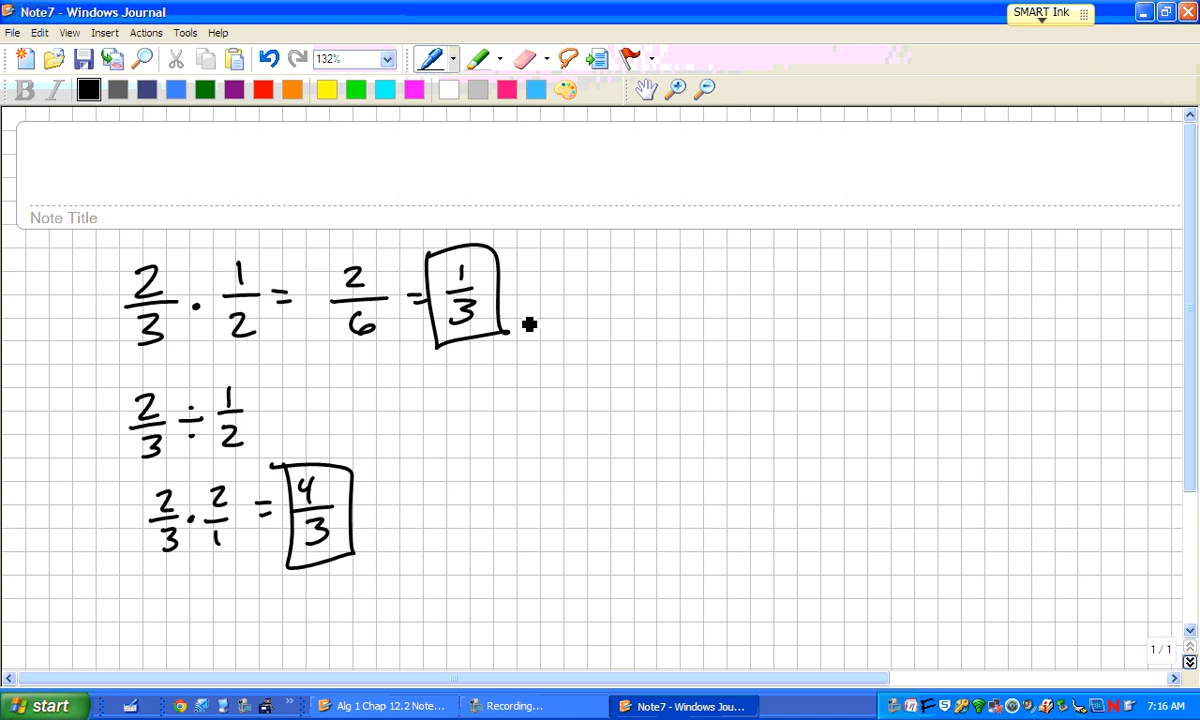 Note7 - Windows Journal
SMART Ink
File Edit View Insert Actions Tools Help
132%
B I
Note Title
2/3 · 1/2 = 2/6 = 1/3
2/3 ÷ 1/2
2/3 · 2/1 = 4/3
1 / 1
start
Alg 1 Chap 12.2 Note...
Recording...
Note7 - Windows Jou...
7:16 AM